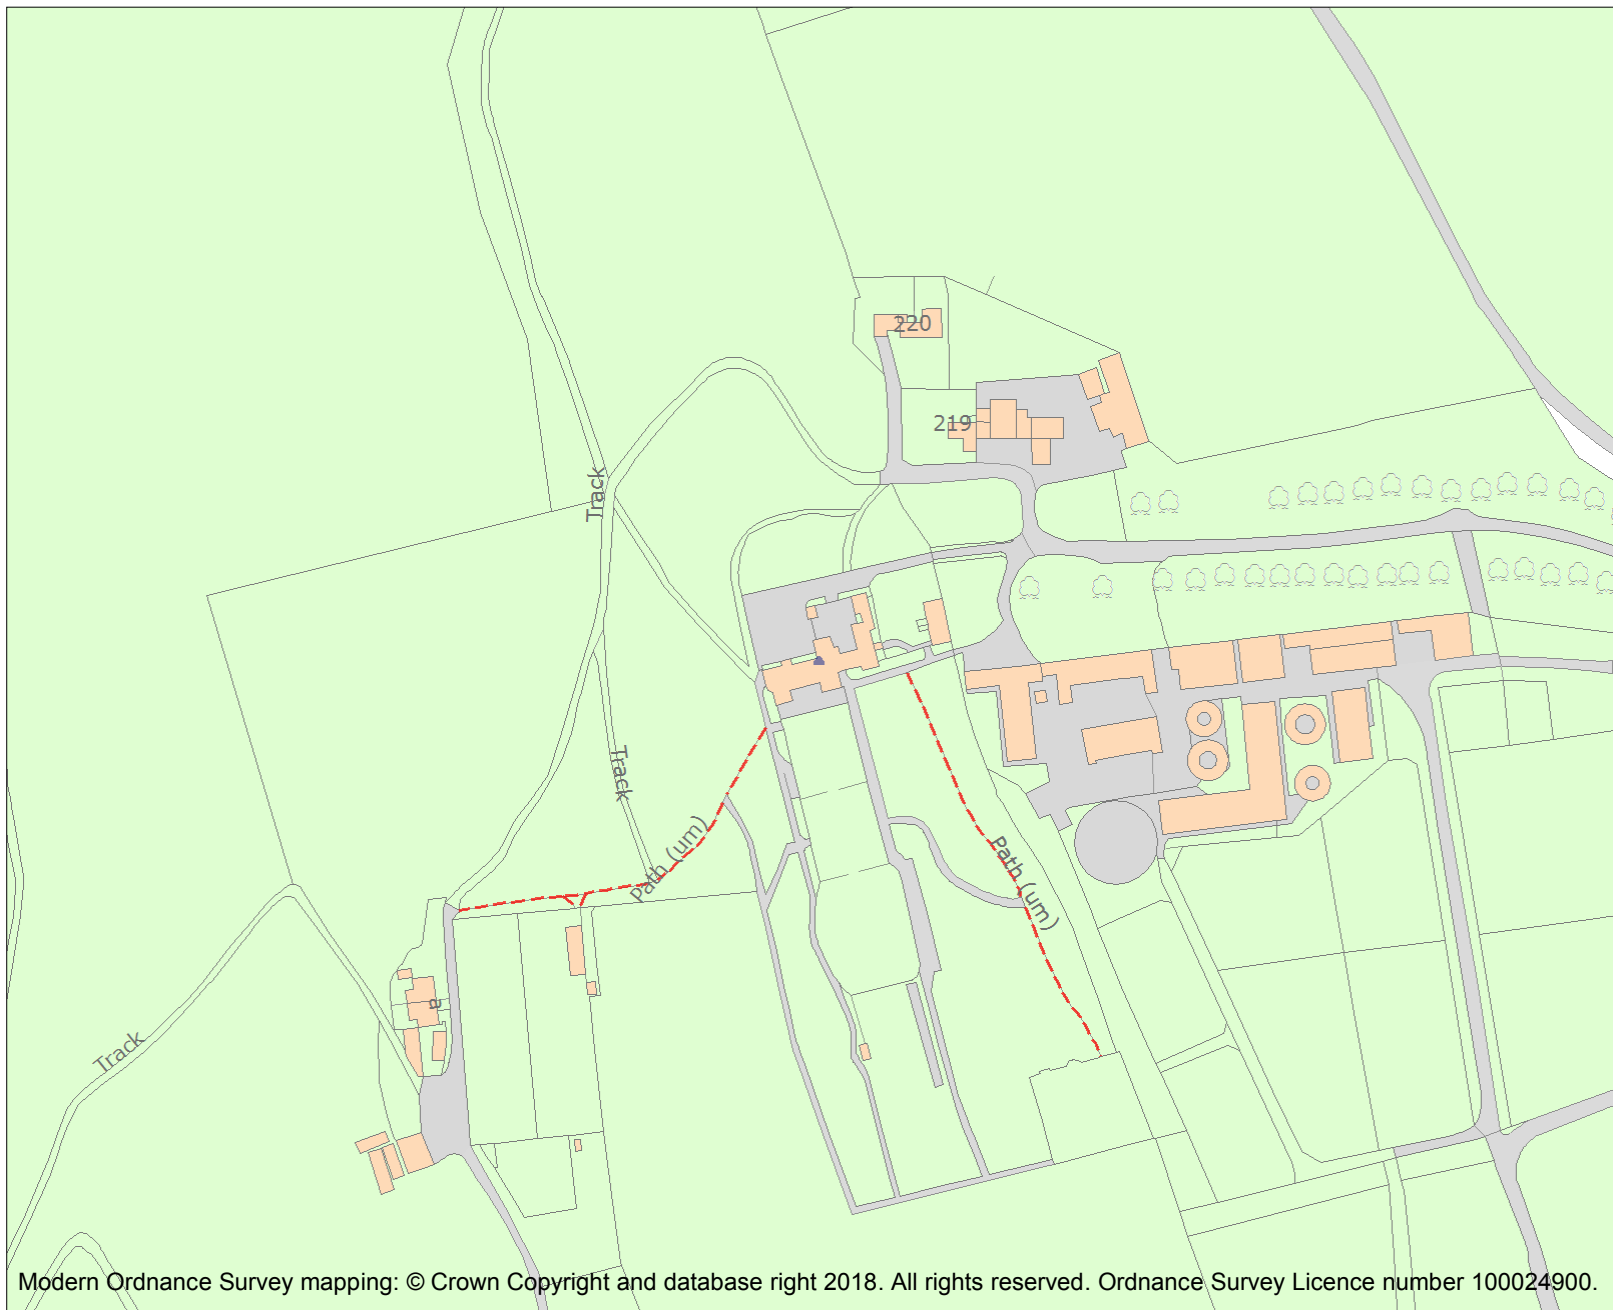 220
219
Track
Track
Path (um)
Path (um)
a
Track
Modern Ordnance Survey mapping: © Crown Copyright and database right 2018. All rights reserved. Ordnance Survey Licence number 100024900.